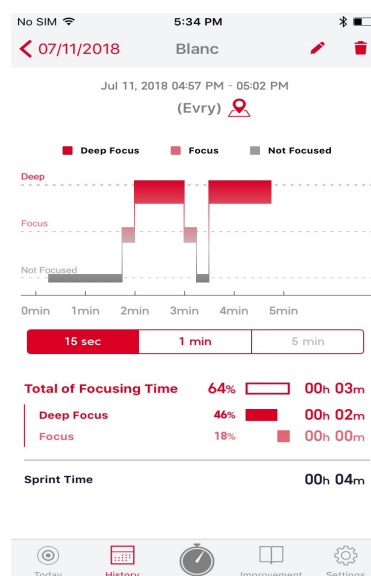 No SIM 5:34 PM
07/11/2018 Blanc
Jul 11, 2018 04:57 PM - 05:02 PM
(Evry)
Deep Focus Focus Not Focused
Deep
Focus
Not Focused
0min 1min 2min 3min 4min 5min
15 sec 1 min 5 min
Total of Focusing Time 64% 00h 03m
Deep Focus 46% 00h 02m
Focus 18% 00h 00m
Sprint Time 00h 04m
Today History Improvement Settings